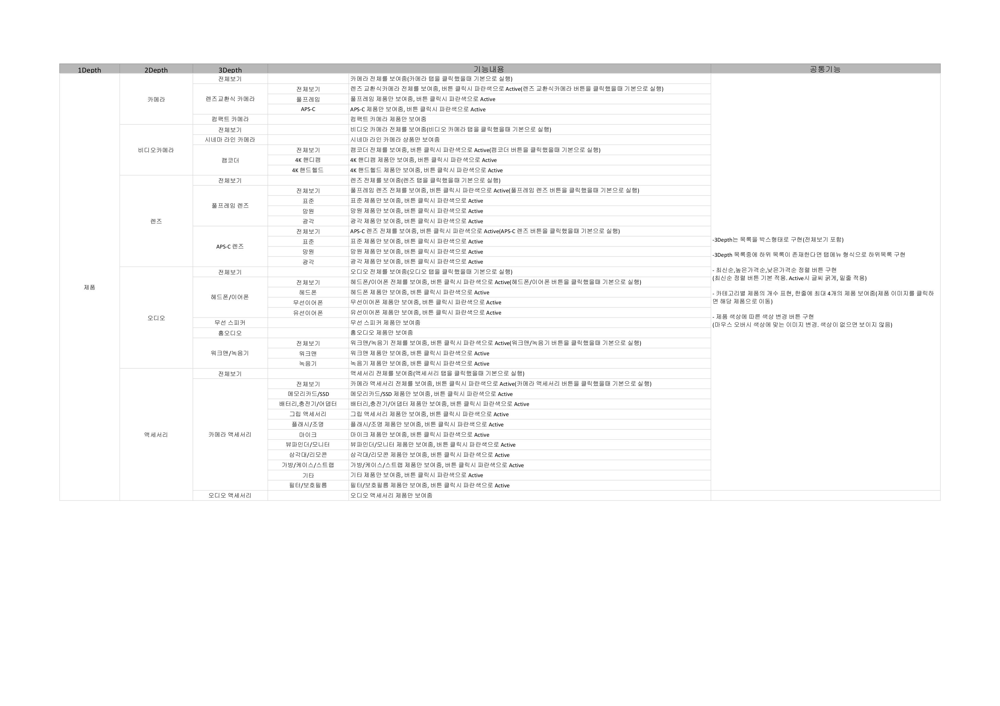 1Depth 2Depth 3Depth 기능내용 공통기능
제품
카메라
전체보기 카메라 전체를 보여줌(카메라 탭을 클릭했을때 기본으로 실행)
렌즈교환식 카메라
전체보기 렌즈 교환식카메라 전체를 보여줌, 버튼 클릭시 파란색으로 Active(렌즈 교환식카메라 버튼을 클릭했을때 기본으로 실행)
풀프레임 풀프레임 제품만 보여줌, 버튼 클릭시 파란색으로 Active
APS-C APS-C 제품만 보여줌, 버튼 클릭시 파란색으로 Active
컴팩트 카메라 컴팩트 카메라 제품만 보여줌
비디오카메라
전체보기 비디오 카메라 전체를 보여줌(비디오 카메라 탭을 클릭했을때 기본으로 실행)
시네마 라인 카메라 시네마 라인 카메라 상품만 보여줌
캠코더
전체보기 캠코더 전체를 보여줌, 버튼 클릭시 파란색으로 Active(캠코더 버튼을 클릭했을때 기본으로 실행)
4K 핸디캠 4K 핸디캠 제품만 보여줌, 버튼 클릭시 파란색으로 Active
4K 핸드헬드 4K 핸드헬드 제품만 보여줌, 버튼 클릭시 파란색으로 Active
렌즈
전체보기 렌즈 전체를 보여줌(렌즈 탭을 클릭했을때 기본으로 실행)
풀프레임 렌즈
전체보기 풀프레임 렌즈 전체를 보여줌, 버튼 클릭시 파란색으로 Active(풀프레임 렌즈 버튼을 클릭했을때 기본으로 실행)
표준 표준 제품만 보여줌, 버튼 클릭시 파란색으로 Active
망원 망원 제품만 보여줌, 버튼 클릭시 파란색으로 Active
광각 광각 제품만 보여줌, 버튼 클릭시 파란색으로 Active
APS-C 렌즈
전체보기 APS-C 렌즈 전체를 보여줌, 버튼 클릭시 파란색으로 Active(APS-C 렌즈 버튼을 클릭했을때 기본으로 실행)
표준 표준 제품만 보여줌, 버튼 클릭시 파란색으로 Active
망원 망원 제품만 보여줌, 버튼 클릭시 파란색으로 Active
광각 광각 제품만 보여줌, 버튼 클릭시 파란색으로 Active
오디오
전체보기 오디오 전체를 보여줌(오디오 탭을 클릭했을때 기본으로 실행)
헤드폰/이어폰
전체보기 헤드폰/이어폰 전체를 보여줌, 버튼 클릭시 파란색으로 Active(헤드폰/이어폰 버튼을 클릭했을때 기본으로 실행)
헤드폰 헤드폰 제품만 보여줌, 버튼 클릭시 파란색으로 Active
무선이어폰 무선이어폰 제품만 보여줌, 버튼 클릭시 파란색으로 Active
유선이어폰 유선이어폰 제품만 보여줌, 버튼 클릭시 파란색으로 Active
무선 스피커 무선 스피커 제품만 보여줌
홈오디오 홈오디오 제품만 보여줌
워크맨/녹음기
전체보기 워크맨/녹음기 전체를 보여줌, 버튼 클릭시 파란색으로 Active(워크맨/녹음기 버튼을 클릭했을때 기본으로 실행)
워크맨 워크맨 제품만 보여줌, 버튼 클릭시 파란색으로 Active
녹음기 녹음기 제품만 보여줌, 버튼 클릭시 파란색으로 Active
액세서리
전체보기 액세서리 전체를 보여줌(액세서리 탭을 클릭했을때 기본으로 실행)
카메라 액세서리
전체보기 카메라 액세서리 전체를 보여줌, 버튼 클릭시 파란색으로 Active(카메라 액세서리 버튼을 클릭했을때 기본으로 실행)
메모리카드/SSD 메모리카드/SSD 제품만 보여줌, 버튼 클릭시 파란색으로 Active
배터리,충전기/어댑터 배터리,충전기/어댑터 제품만 보여줌, 버튼 클릭시 파란색으로 Active
그립 액세서리 그립 액세서리 제품만 보여줌, 버튼 클릭시 파란색으로 Active
플래시/조명 플래시/조명 제품만 보여줌, 버튼 클릭시 파란색으로 Active
마이크 마이크 제품만 보여줌, 버튼 클릭시 파란색으로 Active
뷰파인더/모니터 뷰파인더/모니터 제품만 보여줌, 버튼 클릭시 파란색으로 Active
삼각대/리모콘 삼각대/리모콘 제품만 보여줌, 버튼 클릭시 파란색으로 Active
가방/케이스/스트랩 가방/케이스/스트랩 제품만 보여줌, 버튼 클릭시 파란색으로 Active
기타 기타 제품만 보여줌, 버튼 클릭시 파란색으로 Active
필터/보호필름 필터/보호필름 제품만 보여줌, 버튼 클릭시 파란색으로 Active
오디오 액세서리 오디오 액세서리 제품만 보여줌
-3Depth는 목록을 박스형태로 구현(전체보기 포함)
-3Depth 목록중에 하위 목록이 존재한다면 탭메뉴 형식으로 하위목록 구현
- 최신순,높은가격순,낮은가격순 정렬 버튼 구현
(최신순 정렬 버튼 기본 적용. Active시 글씨 굵게, 밑줄 적용)
- 카테고리별 제품의 개수 표현, 한줄에 최대 4개의 제품 보여줌(제품 이미지를 클릭하
면 해당 제품으로 이동)
- 제품 색상에 따른 색상 변경 버튼 구현
(마우스 오버시 색상에 맞는 이미지 변경. 색상이 없으면 보이지 않음)